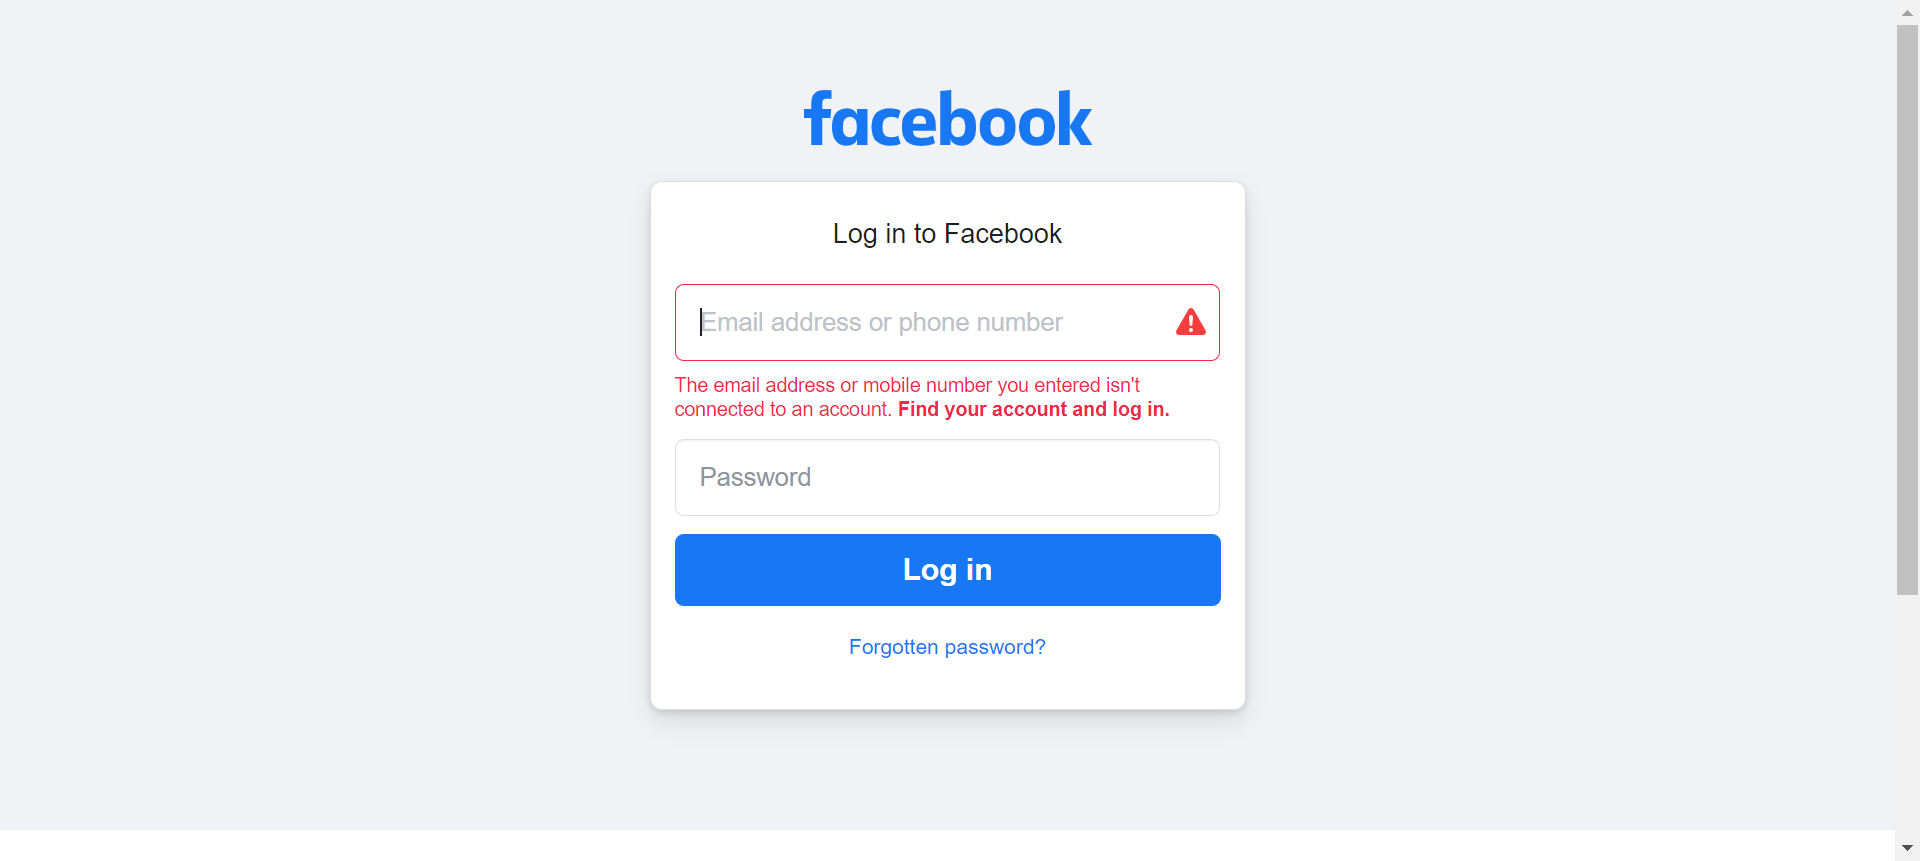 facebook
Log in to Facebook
Email address or phone number
The email address or mobile number you entered isn't
connected to an account. Find your account and log in.
Password
Log in
Forgotten password?